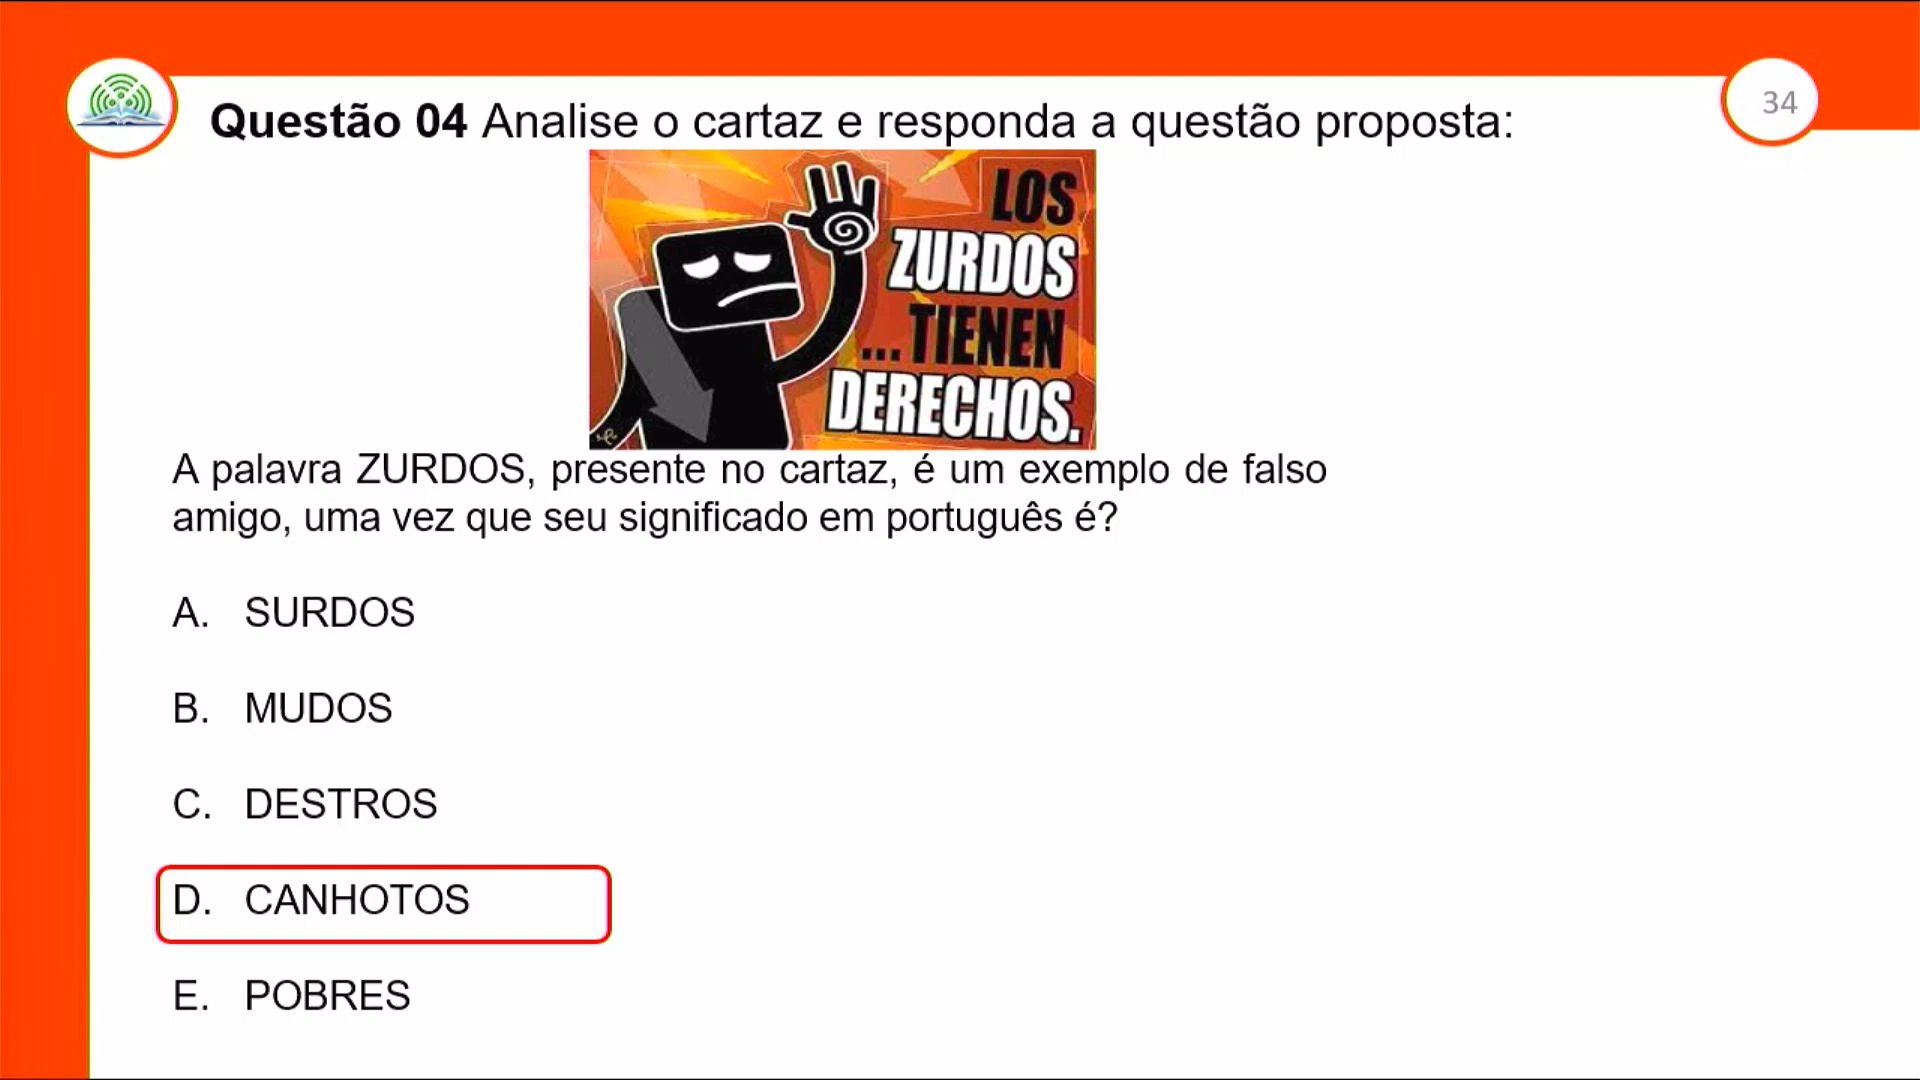 34
Questão 04 Analise o cartaz e responda a questão proposta:
LOS
ZURDOS
...TIENEN
DERECHOS.
A palavra ZURDOS, presente no cartaz, é um exemplo de falso
amigo, uma vez que seu significado em português é?
A. SURDOS
B. MUDOS
C. DESTROS
D. CANHOTOS
E. POBRES